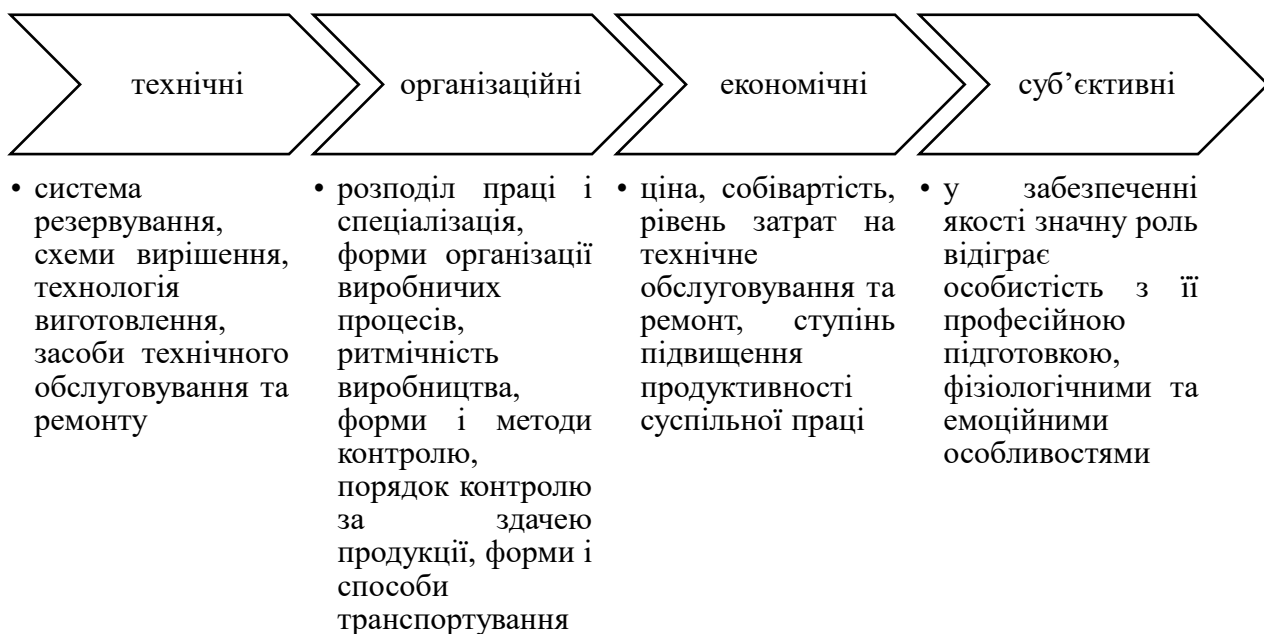 технічні
організаційні
економічні
суб’єктивні
• система
резервування,
схеми вирішення,
технологія
виготовлення,
засоби технічного
обслуговування та
ремонту
• розподіл праці і
спеціалізація,
форми організації
виробничих
процесів,
ритмічність
виробництва,
форми і методи
контролю,
порядок контролю
за здачею
продукції, форми і
способи
транспортування
• ціна, собівартість,
рівень затрат на
технічне
обслуговування та
ремонт, ступінь
підвищення
продуктивності
суспільної праці
• у забезпеченні
якості значну роль
відіграє
особистість з її
професійною
підготовкою,
фізіологічними та
емоційними
особливостями